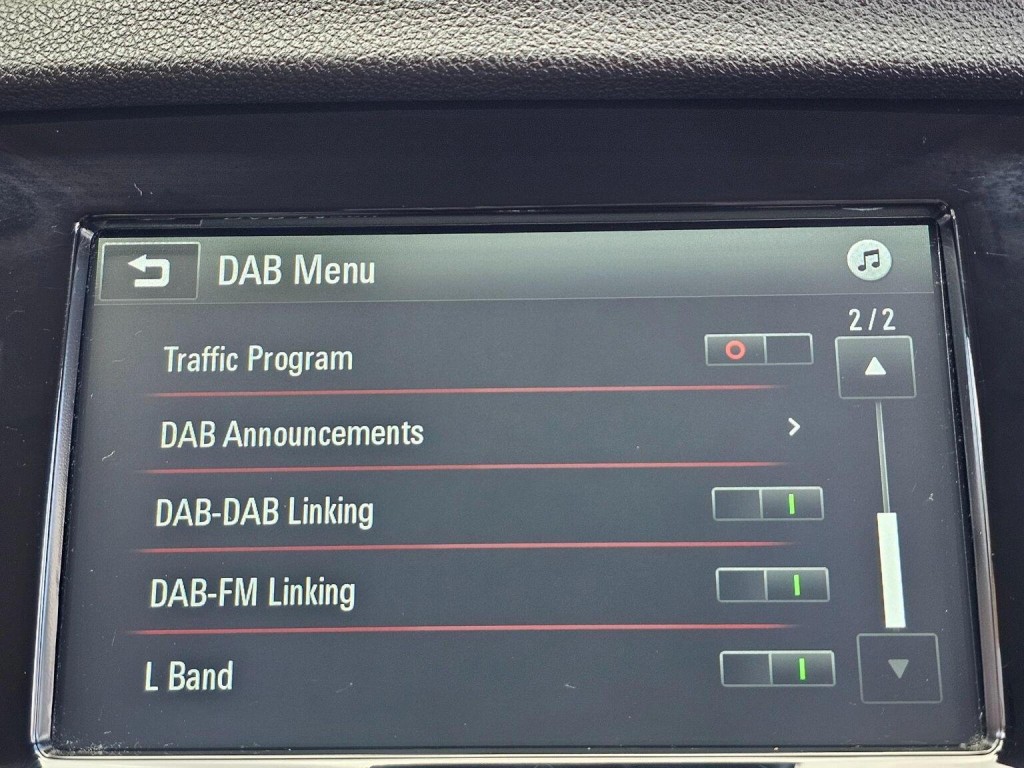 DAB Menu
2/2
Traffic Program
DAB Announcements
DAB-DAB Linking
DAB-FM Linking
L Band